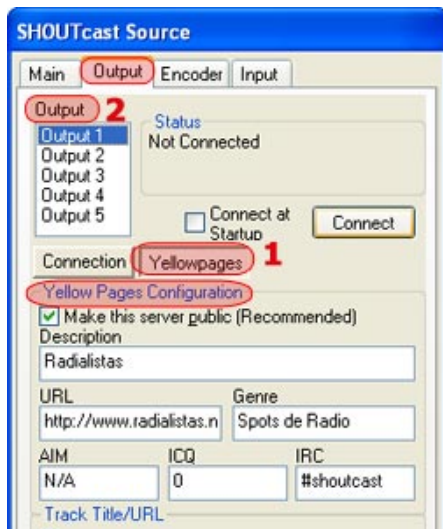 SHOUTcast Source
Main Output Encoder Input
Output 2
Output 1
Output 2
Output 3
Output 4
Output 5
Status
Not Connected
Connect at Startup
Connect
Connection Yellowpages 1
Yellow Pages Configuration
Make this server public (Recommended)
Description
Radialistas
URL Genre
http://www.radialistas.n Spots de Radio
AIM ICQ IRC
N/A 0 #shoutcast
Track Title/URL